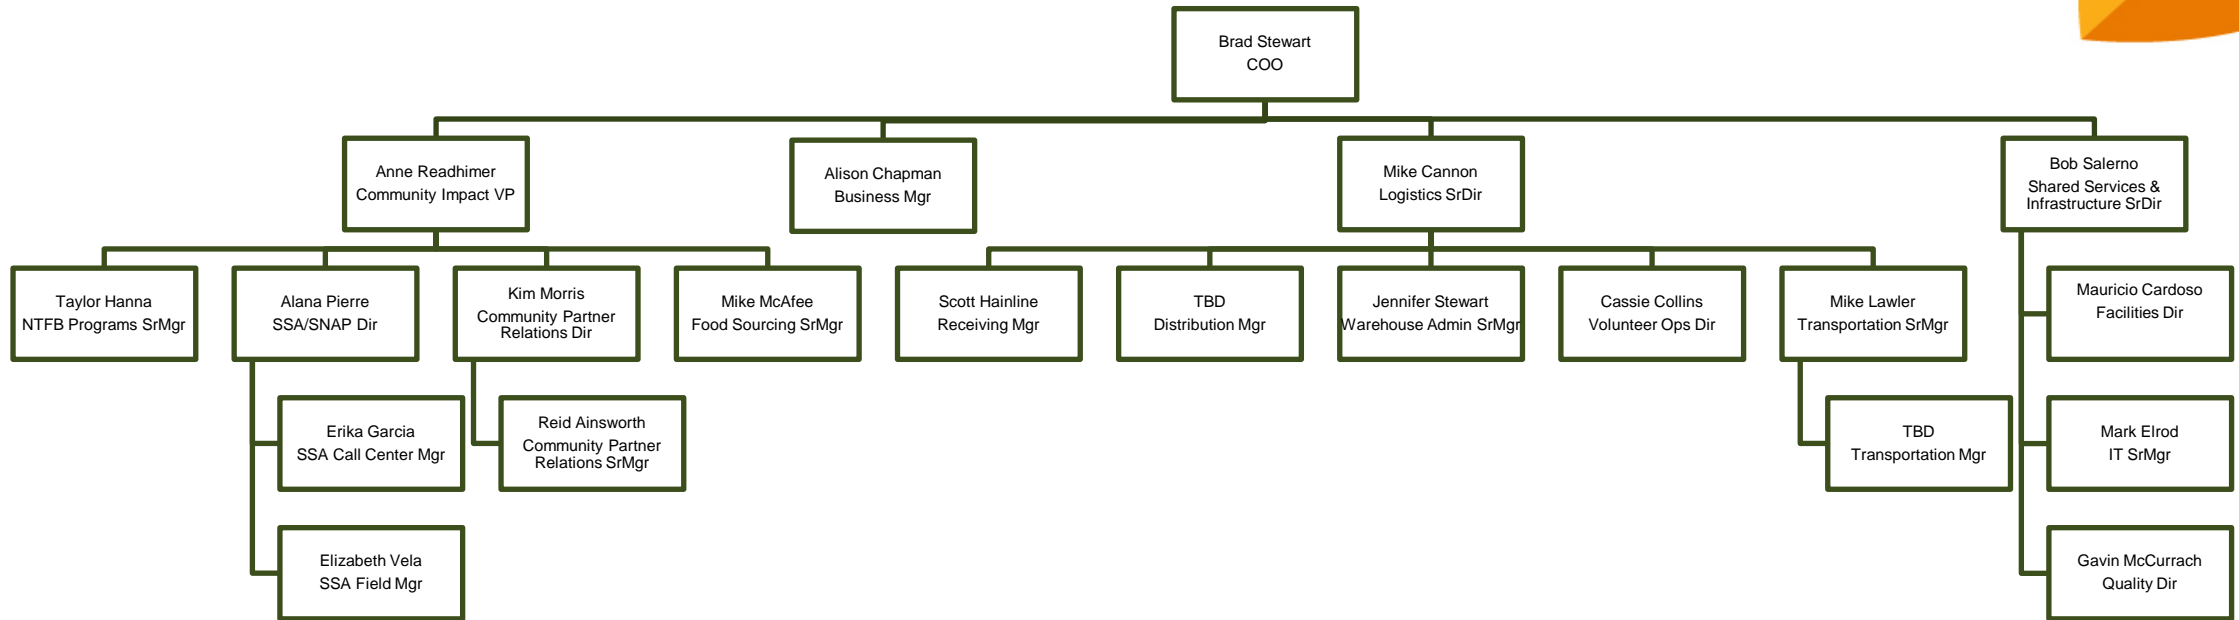 Brad Stewart
COO
Anne Readhimer
Community Impact VP
Alison Chapman
Business Mgr
Mike Cannon
Logistics SrDir
Bob Salerno
Shared Services &
Infrastructure SrDir
Taylor Hanna
NTFB Programs SrMgr
Alana Pierre
SSA/SNAP Dir
Kim Morris
Community Partner
Relations Dir
Mike McAfee
Food Sourcing SrMgr
Scott Hainline
Receiving Mgr
TBD
Distribution Mgr
Jennifer Stewart
Warehouse Admin SrMgr
Cassie Collins
Volunteer Ops Dir
Mike Lawler
Transportation SrMgr
Mauricio Cardoso
Facilities Dir
Erika Garcia
SSA Call Center Mgr
Reid Ainsworth
Community Partner
Relations SrMgr
TBD
Transportation Mgr
Mark Elrod
IT SrMgr
Elizabeth Vela
SSA Field Mgr
Gavin McCurrach
Quality Dir